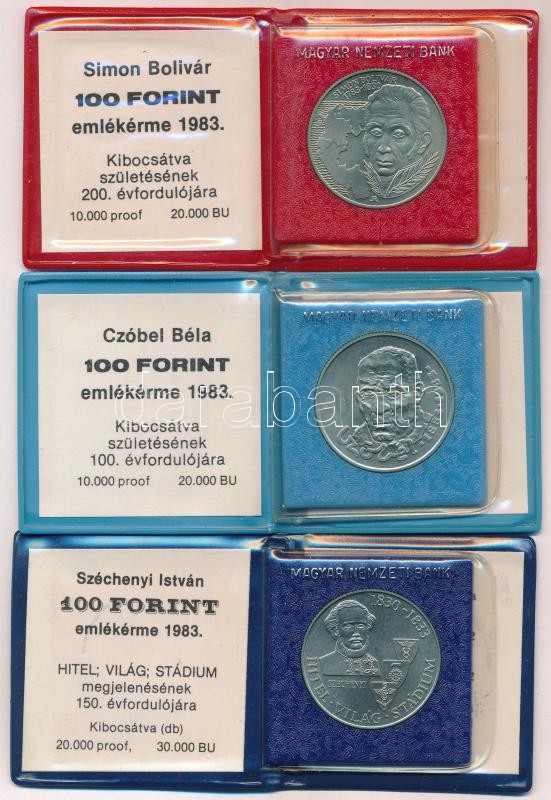 Simon Bolivár
100 FORINT
emlékérme 1983.
Kibocsátva
születésének
200. évfordulójára
10.000 proof 20.000 BU
MAGYAR NEMZETI BANK
SIMON BOLIVAR
1783-1830
Czóbel Béla
100 FORINT
emlékérme 1983.
Kibocsátva
születésének
100. évfordulójára
10.000 proof 20.000 BU
MAGYAR NEMZETI BANK
darabanth
Széchenyi István
100 FORINT
emlékérme 1983.
HITEL; VILÁG; STÁDIUM
megjelenésének
150. évfordulójára
Kibocsátva (db)
20.000 proof, 30.000 BU
MAGYAR NEMZETI BANK
1830-1833
SZÉCHENYI
HITEL · VILÁG · STÁDIUM